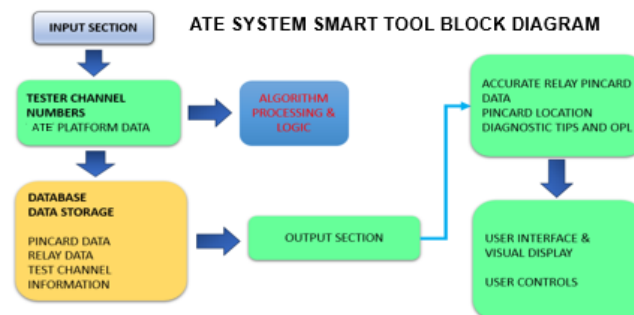 ATE SYSTEM SMART TOOL BLOCK DIAGRAM
INPUT SECTION
TESTER CHANNEL
NUMBERS
ATE PLATFORM DATA
ALGORITHM
PROCESSING &
LOGIC
DATABASE
DATA STORAGE
PINCARD DATA
RELAY DATA
TEST CHANNEL
INFORMATION
OUTPUT SECTION
ACCURATE RELAY PINCARD
DATA
PINCARD LOCATION
DIAGNOSTIC TIPS AND OPL
USER INTERFACE &
VISUAL DISPLAY
USER CONTROLS